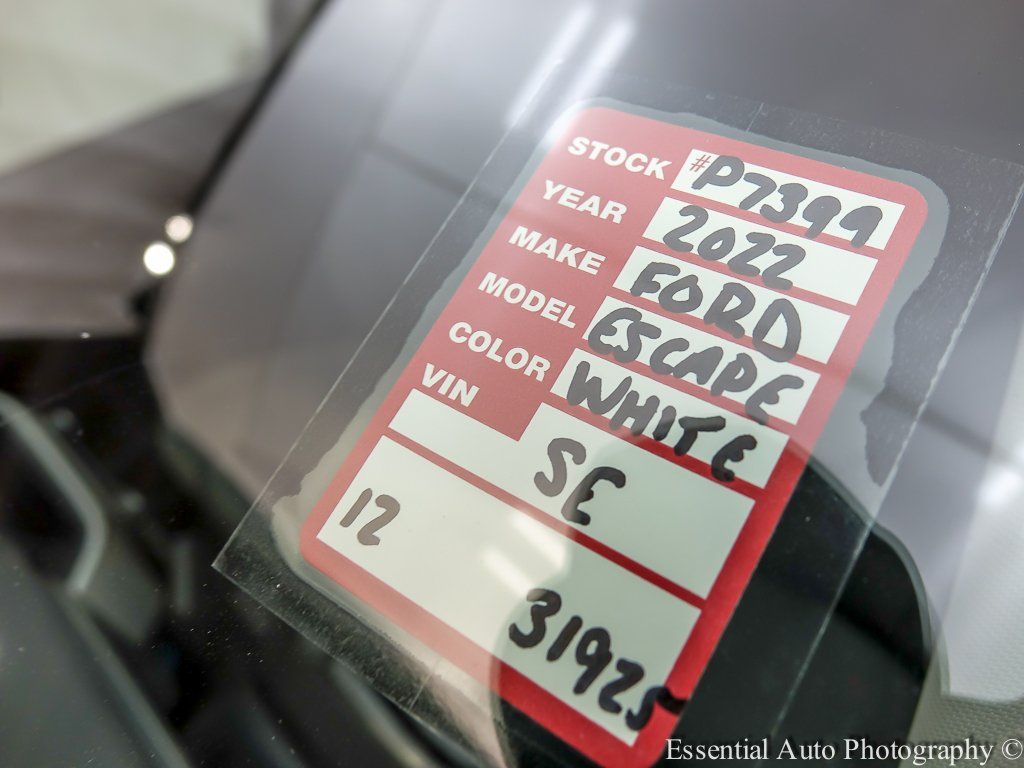 STOCK #P7399
YEAR 2022
MAKE FORD
MODEL ESCAPE
COLOR WHITE
VIN SE
12
31925
Essential Auto Photography ©